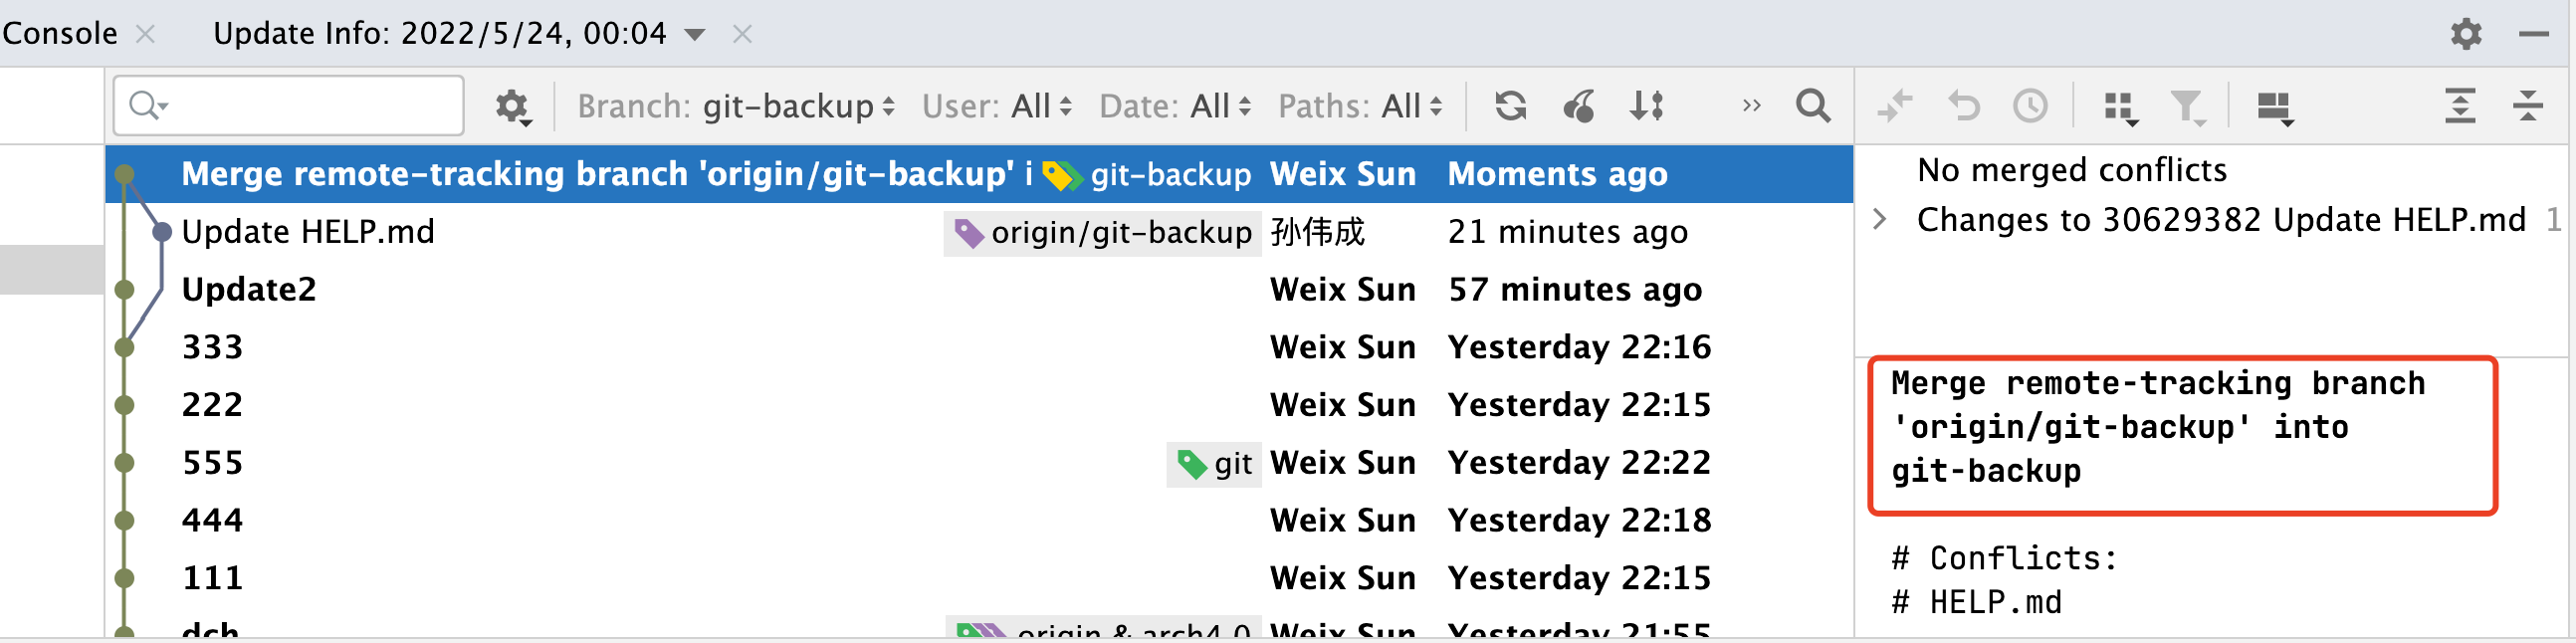 Console Update Info: 2022/5/24, 00:04
Branch: git-backup User: All Date: All Paths: All
Merge remote-tracking branch 'origin/git-backup' i git-backup Weix Sun Moments ago
Update HELP.md origin/git-backup 孙伟成 21 minutes ago
Update2 Weix Sun 57 minutes ago
333 Weix Sun Yesterday 22:16
222 Weix Sun Yesterday 22:15
555 git Weix Sun Yesterday 22:22
444 Weix Sun Yesterday 22:18
111 Weix Sun Yesterday 22:15
dch origin & arch4.0 Weix Sun Yesterday 21:55
No merged conflicts
Changes to 30629382 Update HELP.md 1
Merge remote-tracking branch
'origin/git-backup' into
git-backup
# Conflicts:
# HELP.md